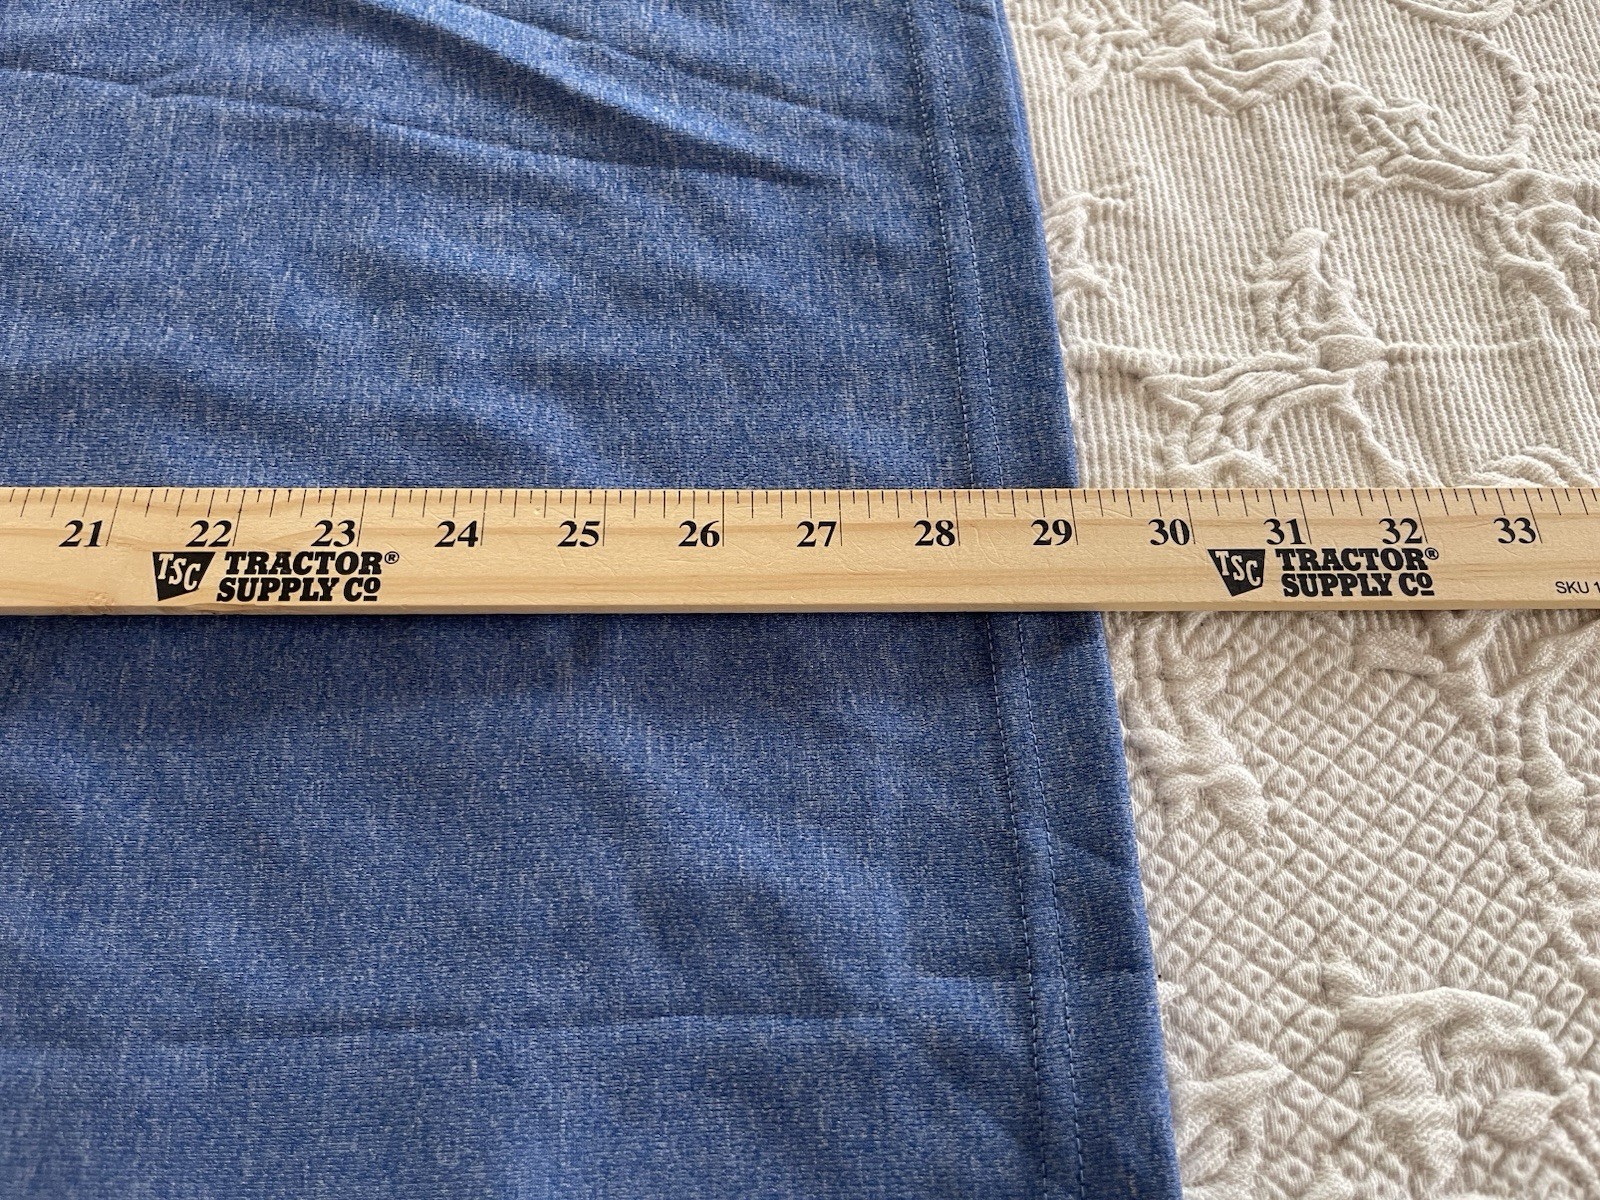 21 22 23 24 25 26 27 28 29 30 31 32 33
TSC TRACTOR®
SUPPLY CO
TSC TRACTOR®
SUPPLY CO
SKU 1